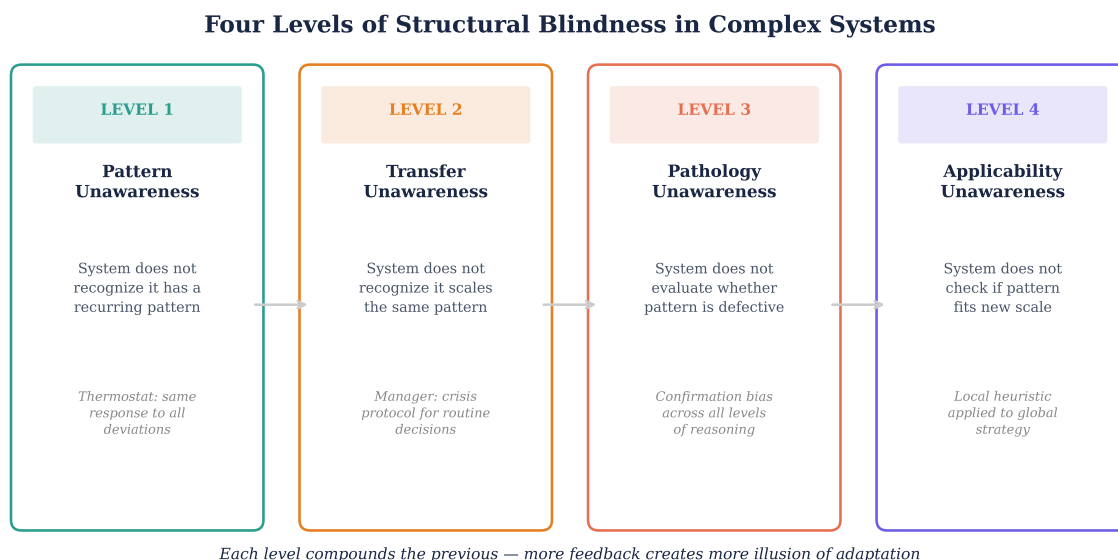 Four Levels of Structural Blindness in Complex Systems
LEVEL 1
Pattern
Unawareness
System does not
recognize it has a
recurring pattern
Thermostat: same
response to all
deviations
LEVEL 2
Transfer
Unawareness
System does not
recognize it scales
the same pattern
Manager: crisis
protocol for routine
decisions
LEVEL 3
Pathology
Unawareness
System does not
evaluate whether
pattern is defective
Confirmation bias
across all levels
of reasoning
LEVEL 4
Applicability
Unawareness
System does not
check if pattern
fits new scale
Local heuristic
applied to global
strategy
Each level compounds the previous — more feedback creates more illusion of adaptation